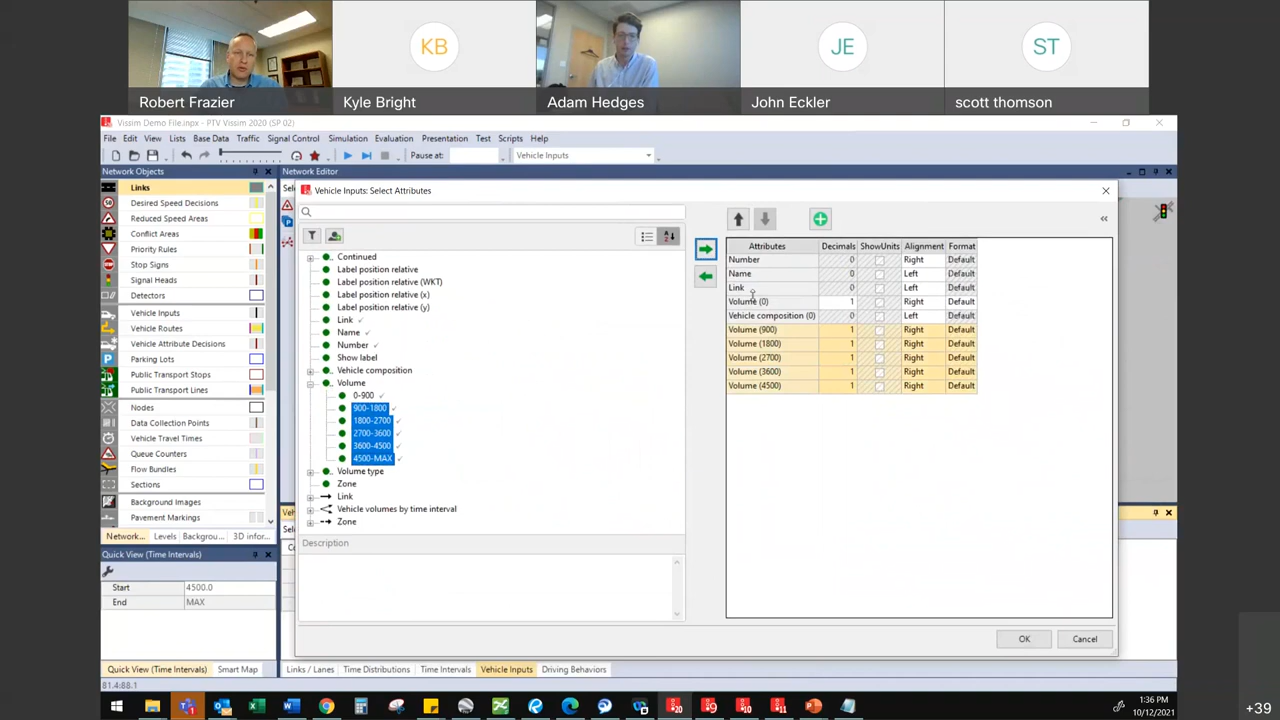 KB
JE
ST
Robert Frazier
Kyle Bright
Adam Hedges
John Eckler
scott thomson
Vissim Demo File.inpx - PTV Vissim 2020 (SP 02)
File Edit View Lists Base Data Traffic Signal Control Simulation Evaluation Presentation Test Scripts Help
Pause at: Vehicle Inputs
Network Objects
Network Editor
Links
Desired Speed Decisions
Reduced Speed Areas
Conflict Areas
Priority Rules
Stop Signs
Signal Heads
Detectors
Vehicle Inputs
Vehicle Routes
Vehicle Attribute Decisions
Parking Lots
Public Transport Stops
Public Transport Lines
Nodes
Data Collection Points
Vehicle Travel Times
Queue Counters
Flow Bundles
Sections
Background Images
Pavement Markings
Network... Levels Backgrou... 3D infor...
Quick View (Time Intervals)
Start 4500.0
End MAX
Quick View (Time Intervals) Smart Map
81.4:88.1
Vehicle Inputs: Select Attributes
Continued
Label position relative
Label position relative (WKT)
Label position relative (x)
Label position relative (y)
Link
Name
Number
Show label
Vehicle composition
Volume
0-900
900-1800
1800-2700
2700-3600
3600-4500
4500-MAX
Volume type
Zone
Link
Vehicle volumes by time interval
Zone
Description
Attributes Decimals ShowUnits Alignment Format
Number 0 Right Default
Name 0 Left Default
Link 0 Left Default
Volume (0) 1 Right Default
Vehicle composition (0) 0 Left Default
Volume (900) 1 Right Default
Volume (1800) 1 Right Default
Volume (2700) 1 Right Default
Volume (3600) 1 Right Default
Volume (4500) 1 Right Default
OK Cancel
Links / Lanes Time Distributions Time Intervals Vehicle Inputs Driving Behaviors
1:36 PM
10/12/2021
+39